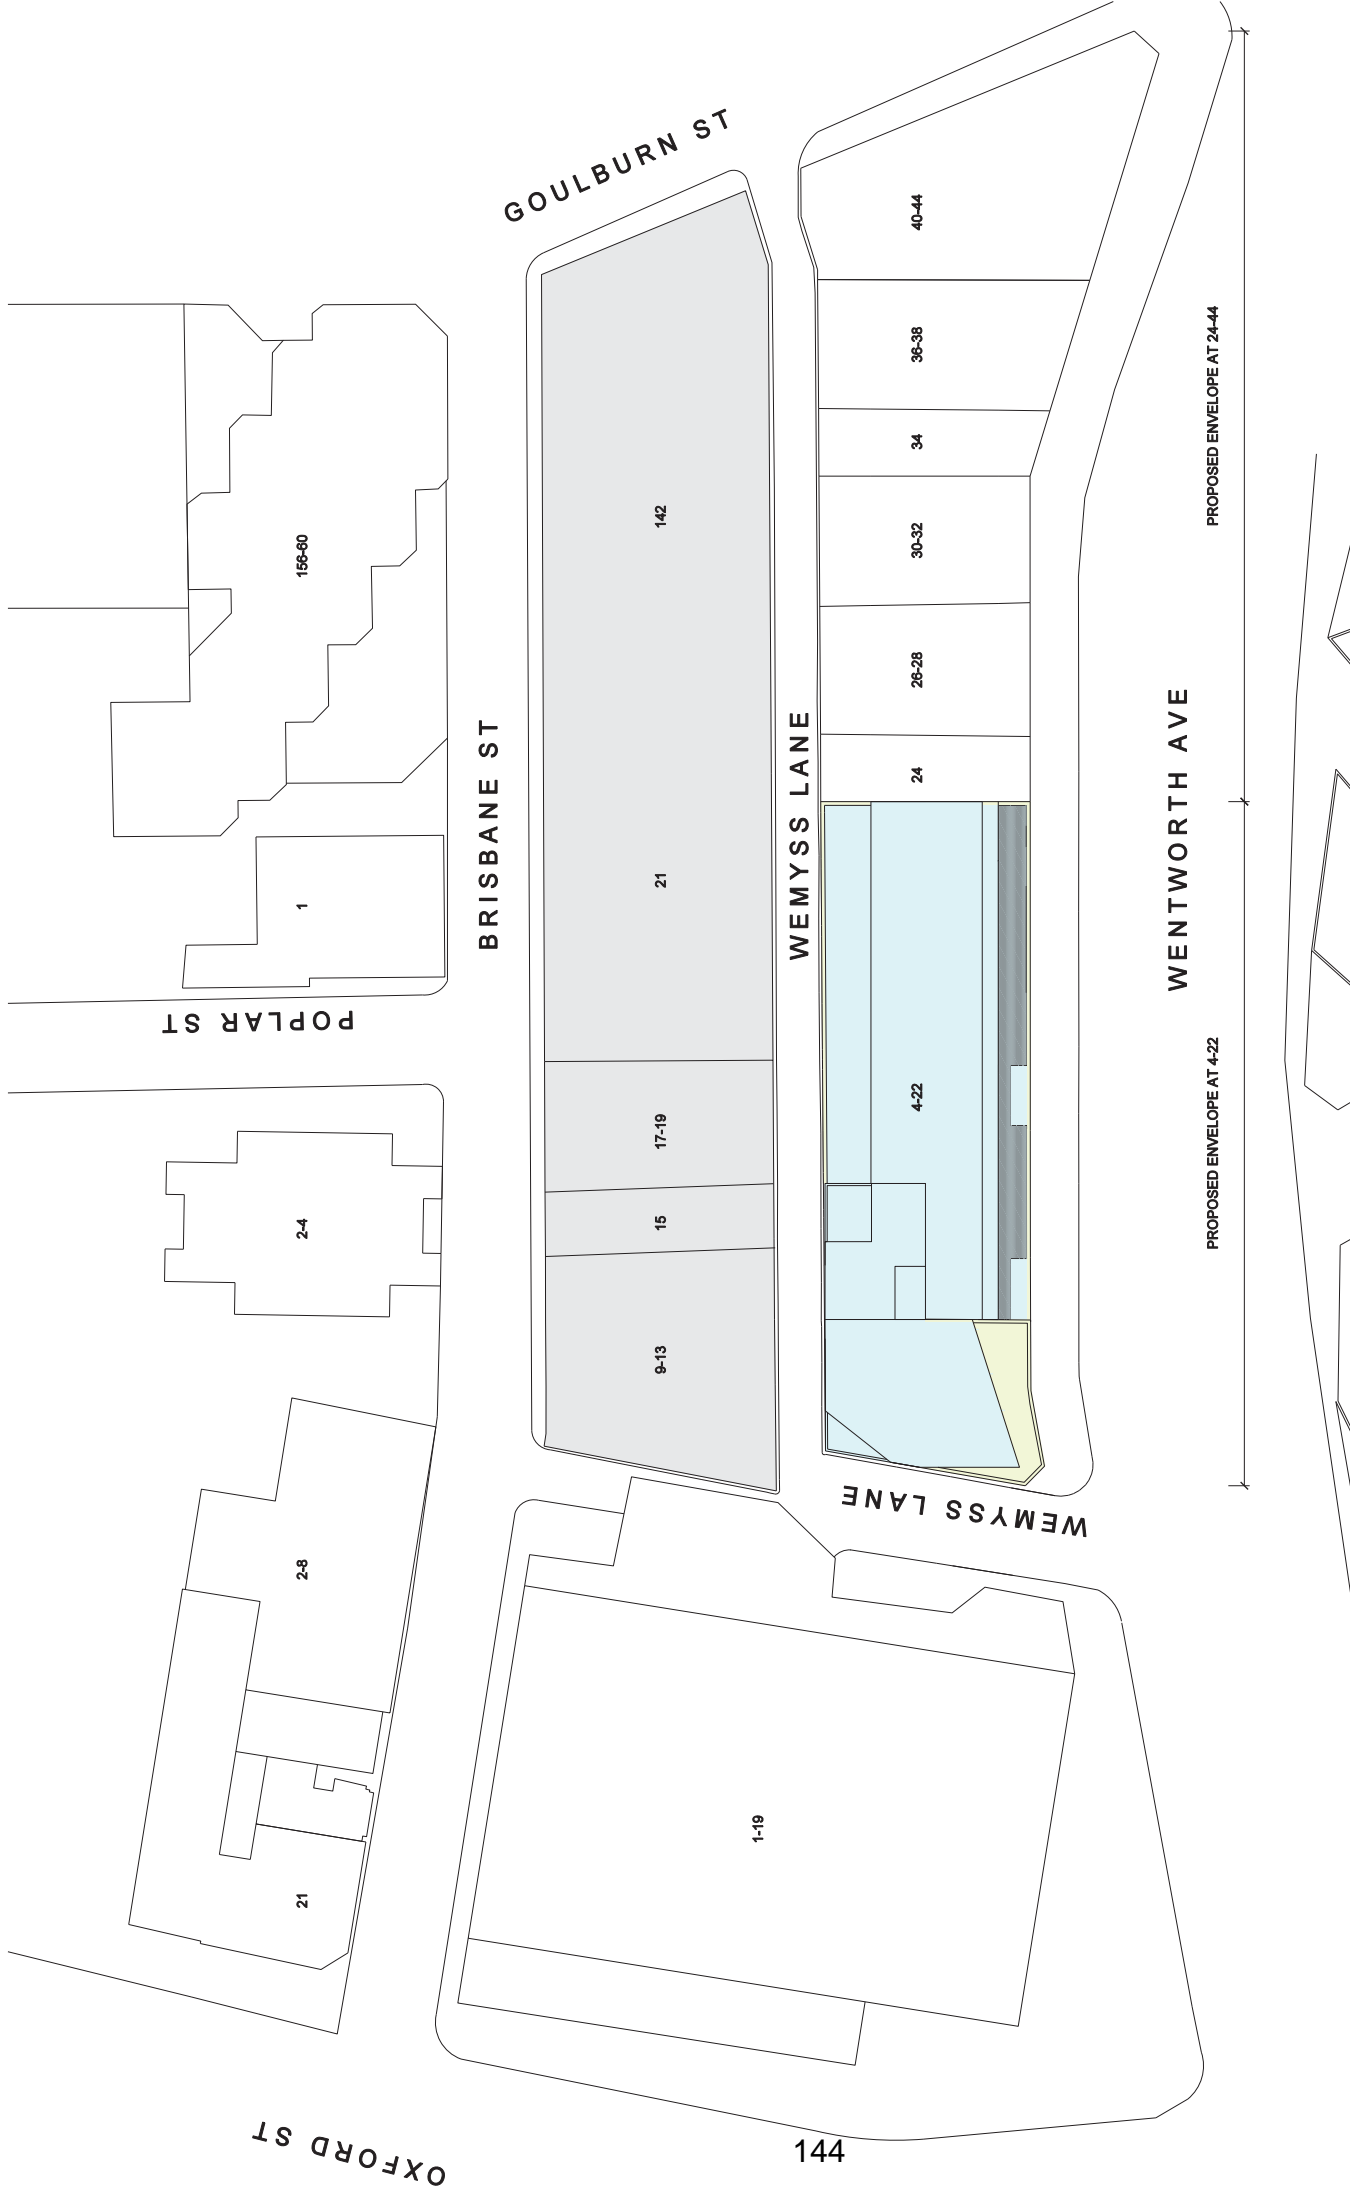 GOULBURN ST
40-44
36-38
PROPOSED ENVELOPE AT 24-44
34
142
30-32
156-60
26-28
BRISBANE ST
WEMYSS LANE
WENTWORTH AVE
24
21
1
POPLAR ST
4-22
17-19
PROPOSED ENVELOPE AT 4-22
15
2-4
9-13
WEMYSS LANE
2-8
1-19
21
OXFORD ST
144